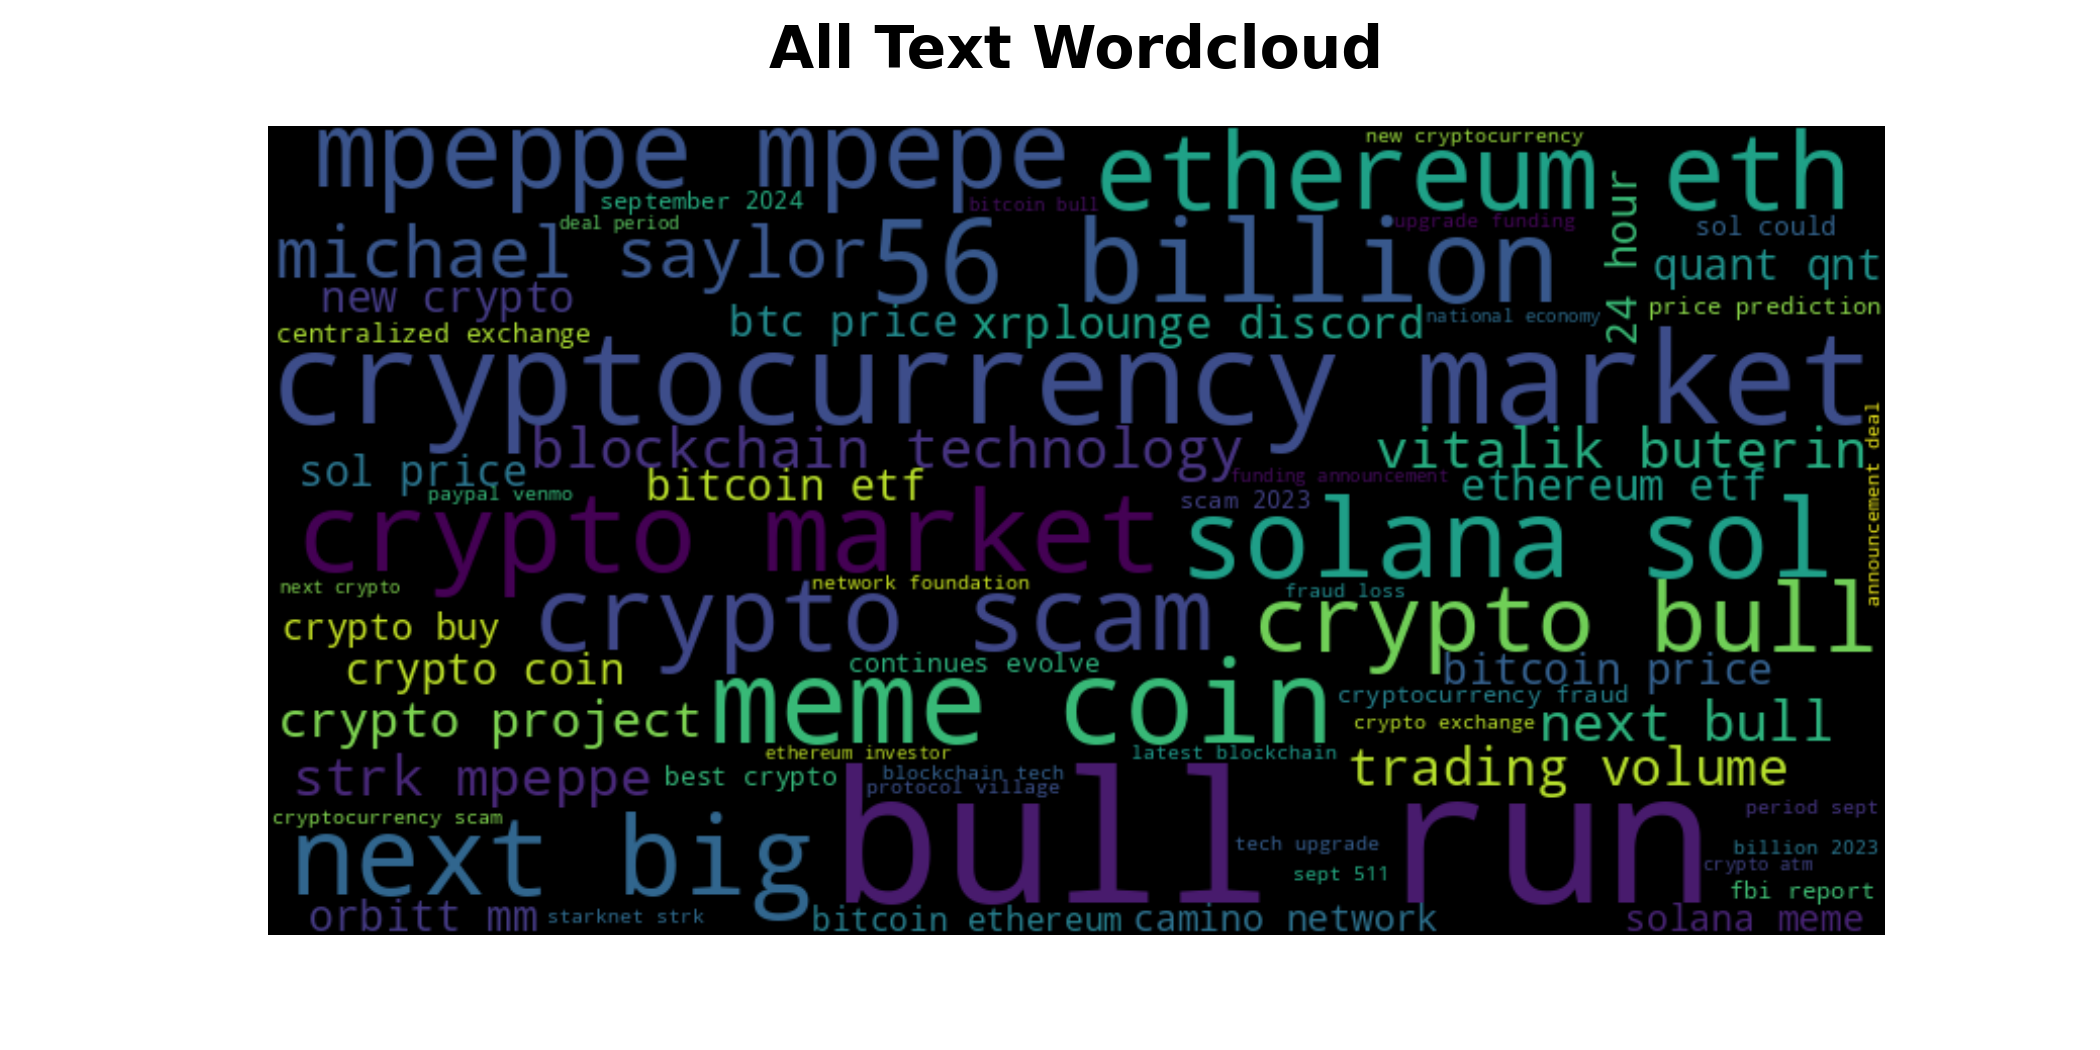 All Text Wordcloud
mpeppe mpepe
ethereum eth
new cryptocurrency
september 2024
bitcoin bull
deal period
upgrade funding
24 hour
sol could
michael saylor
56 billion
quant qnt
new crypto
btc price
xrplounge discord
national economy
price prediction
centralized exchange
cryptocurrency market
announcement deal
blockchain technology
vitalik buterin
sol price
paypal venmo
bitcoin etf
funding announcement
scam 2023
ethereum etf
crypto market
solana sol
next crypto
network foundation
fraud loss
crypto scam
crypto bull
crypto buy
crypto coin
continues evolve
bitcoin price
meme coin
cryptocurrency fraud
crypto project
crypto exchange
next bull
ethereum investor
latest blockchain
trading volume
strk mpeppe
best crypto
blockchain tech
protocol village
bull run
period sept
cryptocurrency scam
next big
tech upgrade
billion 2023
crypto atm
sept 511
fbi report
orbitt mm
starknet strk
bitcoin ethereum
camino network
solana meme